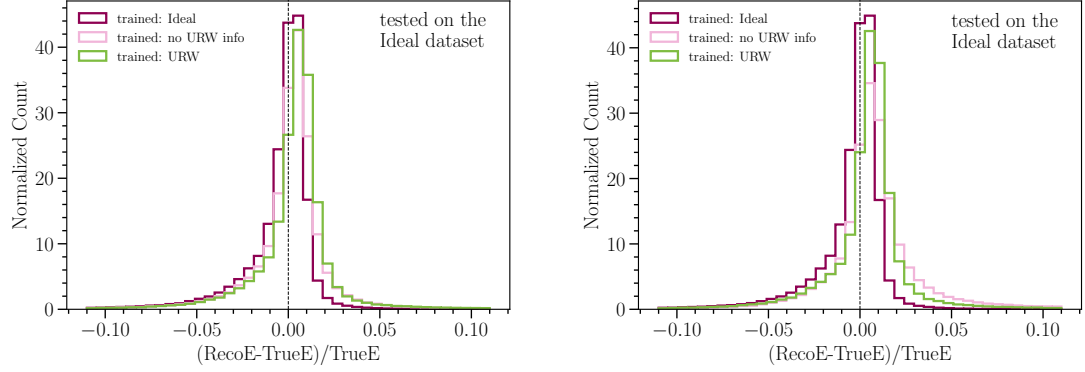 trained: Ideal
trained: no URW info
trained: URW
tested on the
Ideal dataset
40
30
20
10
0
Normalized Count
−0.10
−0.05
0.00
0.05
0.10
(RecoE-TrueE)/TrueE
trained: Ideal
trained: no URW info
trained: URW
tested on the
Ideal dataset
40
30
20
10
0
Normalized Count
−0.10
−0.05
0.00
0.05
0.10
(RecoE-TrueE)/TrueE